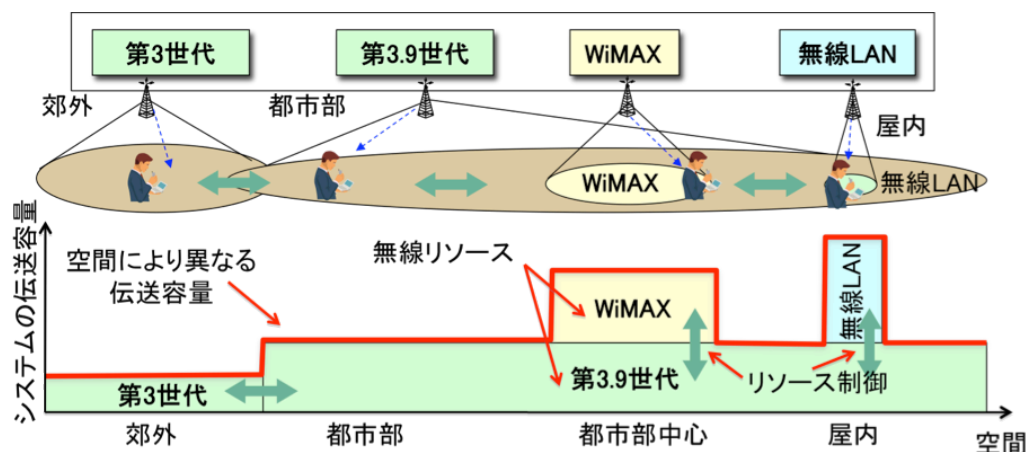 第3世代
第3.9世代
WiMAX
無線LAN
郊外
都市部
屋内
WiMAX
無線LAN
システムの伝送容量
空間により異なる
伝送容量
無線リソース
WiMAX
無線LAN
第3世代
第3.9世代
リソース制御
郊外
都市部
都市部中心
屋内
空間